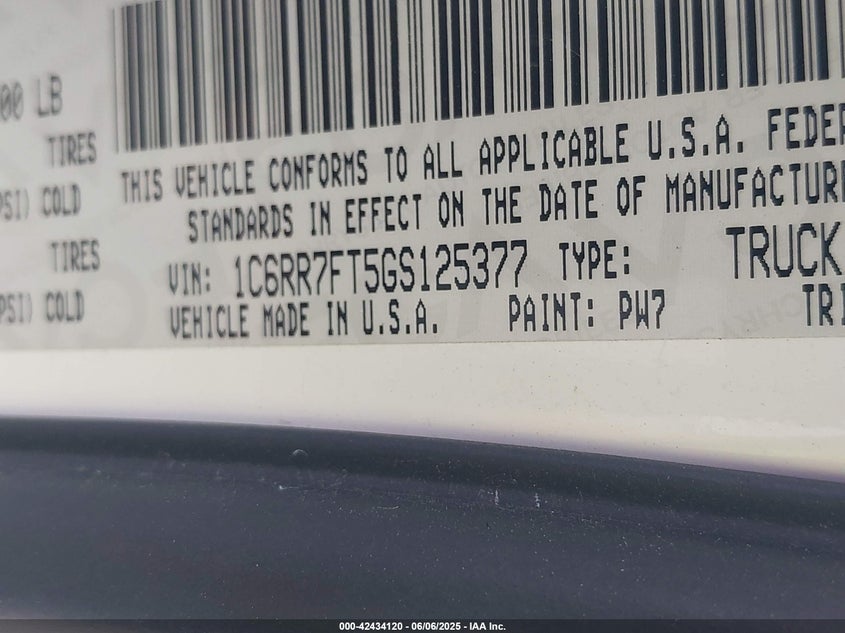 00 LB
TIRES
PSI) COLD
TIRES
PSI) COLD
THIS VEHICLE CONFORMS TO ALL APPLICABLE U.S.A. FEDER
STANDARDS IN EFFECT ON THE DATE OF MANUFACTUR
VIN: 1C6RR7FT5GS125377 TYPE: TRUCK
VEHICLE MADE IN U.S.A. PAINT: PW7 TRI
000-42434120 - 06/06/2025 - IAA Inc.